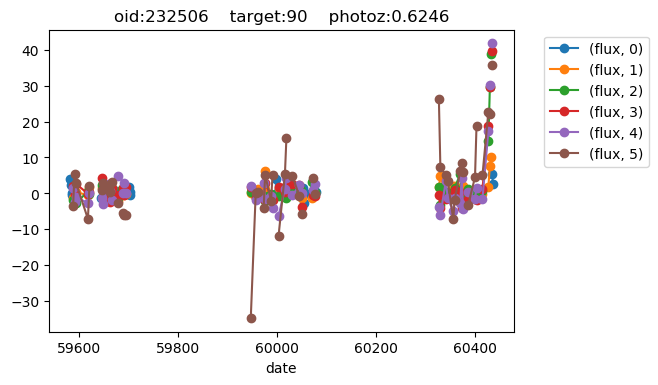 oid:232506    target:90    photoz:0.6246
40
30
20
10
0
−10
−20
−30
59600
59800
60000
60200
60400
date
(flux, 0)
(flux, 1)
(flux, 2)
(flux, 3)
(flux, 4)
(flux, 5)